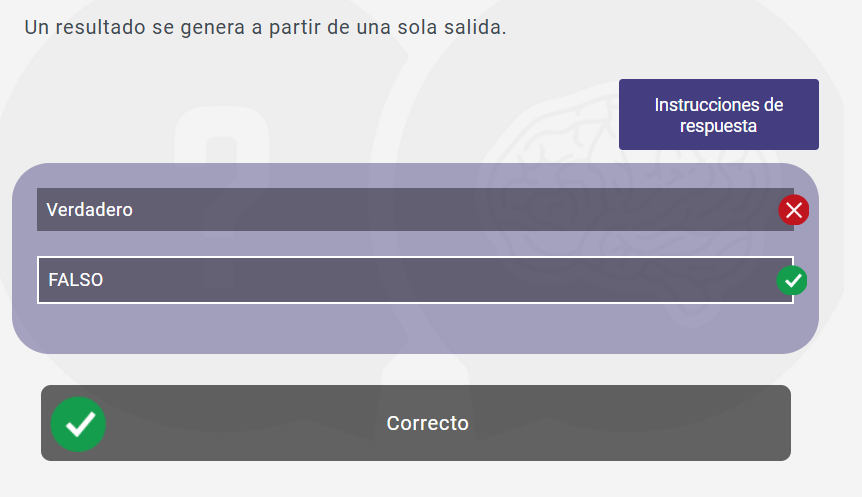 Un resultado se genera a partir de una sola salida.
Instrucciones de
respuesta
Verdadero
FALSO
Correcto